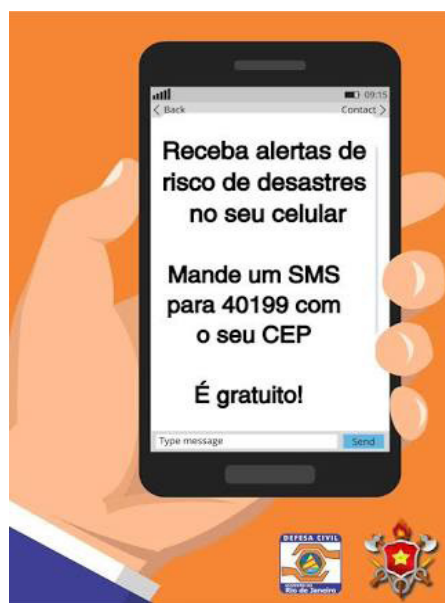 09:15
Back
Contact
Receba alertas de
risco de desastres
no seu celular
Mande um SMS
para 40199 com
o seu CEP
É gratuito!
Type message
Send
DEFESA CIVIL
Rio de Janeiro